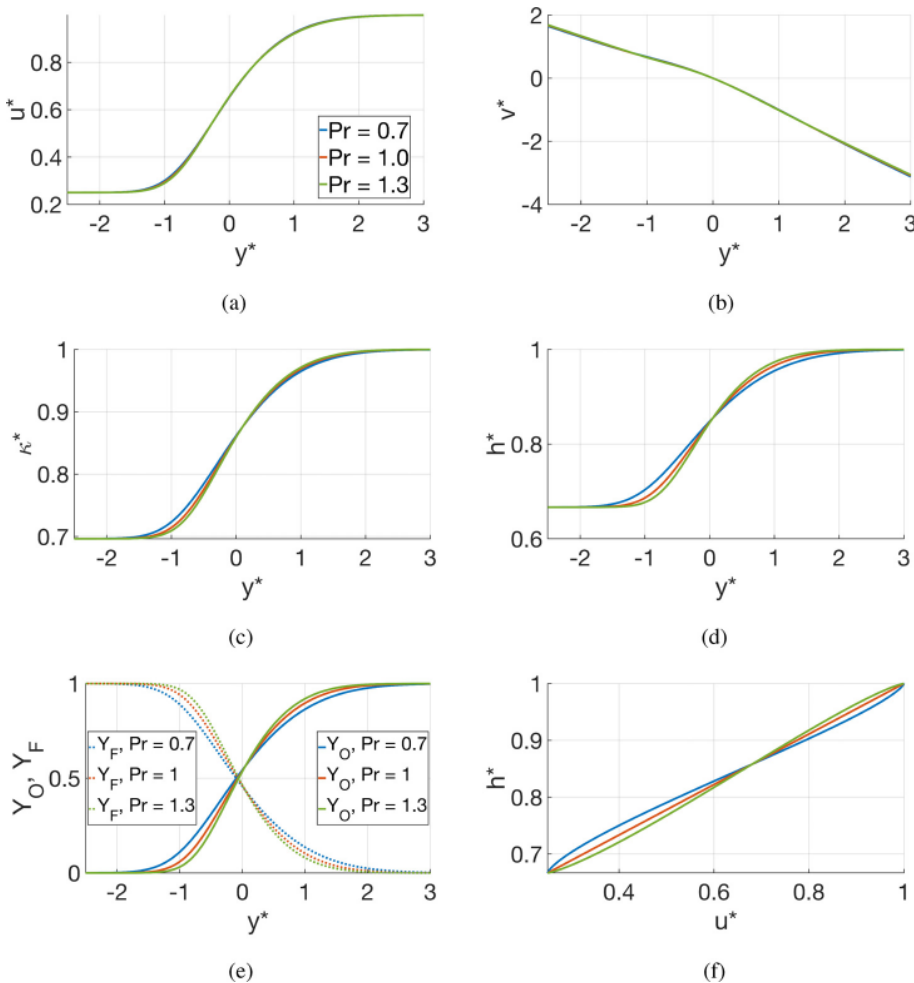 0.8
0.6
0.4
0.2
u*
-2 -1 0 1 2 3
y*
Pr = 0.7
Pr = 1.0
Pr = 1.3
(a)
2
0
-2
-4
v*
-2 -1 0 1 2 3
y*
(b)
1
0.9
0.8
0.7
κ*
-2 -1 0 1 2 3
y*
(c)
1
0.8
0.6
h*
-2 -1 0 1 2 3
y*
(d)
1
0.5
0
Y_O, Y_F
Y_F, Pr = 0.7
Y_F, Pr = 1
Y_F, Pr = 1.3
Y_O, Pr = 0.7
Y_O, Pr = 1
Y_O, Pr = 1.3
-2 -1 0 1 2 3
y*
(e)
1
0.9
0.8
0.7
h*
0.4 0.6 0.8 1
u*
(f)